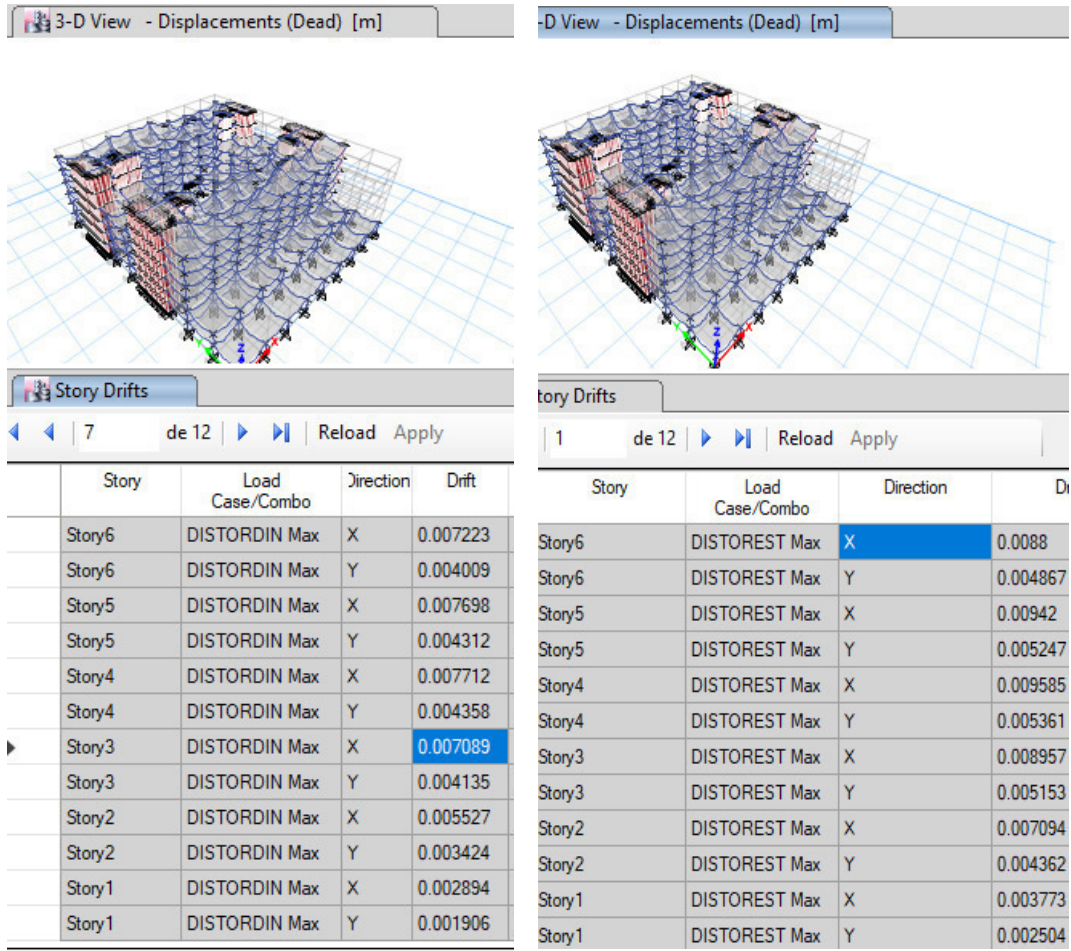 3-D View - Displacements (Dead) [m]
Z
Story Drifts
7 de 12 Reload Apply
Story Load Case/Combo Direction Drift
Story6 DISTORDIN Max X 0.007223
Story6 DISTORDIN Max Y 0.004009
Story5 DISTORDIN Max X 0.007698
Story5 DISTORDIN Max Y 0.004312
Story4 DISTORDIN Max X 0.007712
Story4 DISTORDIN Max Y 0.004358
Story3 DISTORDIN Max X 0.007089
Story3 DISTORDIN Max Y 0.004135
Story2 DISTORDIN Max X 0.005527
Story2 DISTORDIN Max Y 0.003424
Story1 DISTORDIN Max X 0.002894
Story1 DISTORDIN Max Y 0.001906
-D View - Displacements (Dead) [m]
Y Z X
tory Drifts
1 de 12 Reload Apply
Story Load Case/Combo Direction Dr
Story6 DISTOREST Max X 0.0088
Story6 DISTOREST Max Y 0.004867
Story5 DISTOREST Max X 0.00942
Story5 DISTOREST Max Y 0.005247
Story4 DISTOREST Max X 0.009585
Story4 DISTOREST Max Y 0.005361
Story3 DISTOREST Max X 0.008957
Story3 DISTOREST Max Y 0.005153
Story2 DISTOREST Max X 0.007094
Story2 DISTOREST Max Y 0.004362
Story1 DISTOREST Max X 0.003773
Story1 DISTOREST Max Y 0.002504